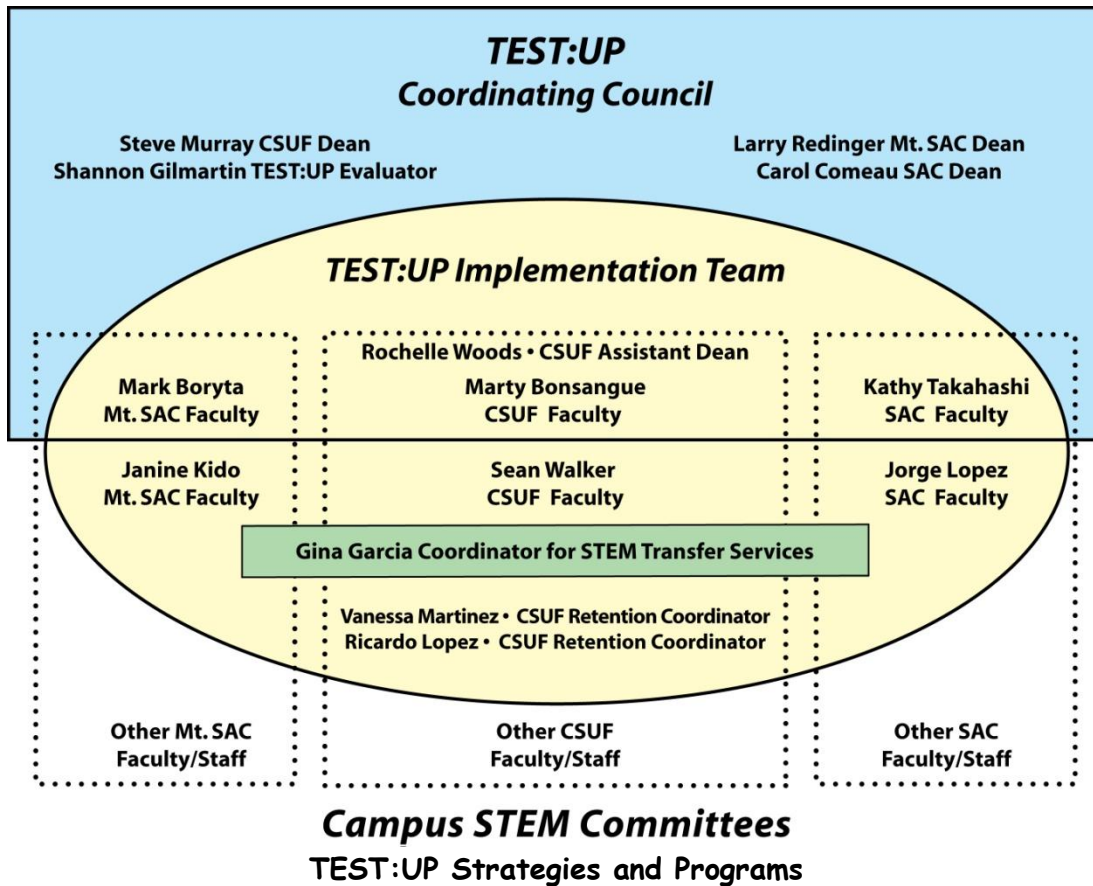 TEST:UP
Coordinating Council
Steve Murray CSUF Dean
Shannon Gilmartin TEST:UP Evaluator
Larry Redinger Mt. SAC Dean
Carol Comeau SAC Dean
TEST:UP Implementation Team
Rochelle Woods • CSUF Assistant Dean
Mark Boryta
Mt. SAC Faculty
Marty Bonsangue
CSUF Faculty
Kathy Takahashi
SAC Faculty
Janine Kido
Mt. SAC Faculty
Sean Walker
CSUF Faculty
Jorge Lopez
SAC Faculty
Gina Garcia Coordinator for STEM Transfer Services
Vanessa Martinez • CSUF Retention Coordinator
Ricardo Lopez • CSUF Retention Coordinator
Other Mt. SAC
Faculty/Staff
Other CSUF
Faculty/Staff
Other SAC
Faculty/Staff
Campus STEM Committees
TEST:UP Strategies and Programs